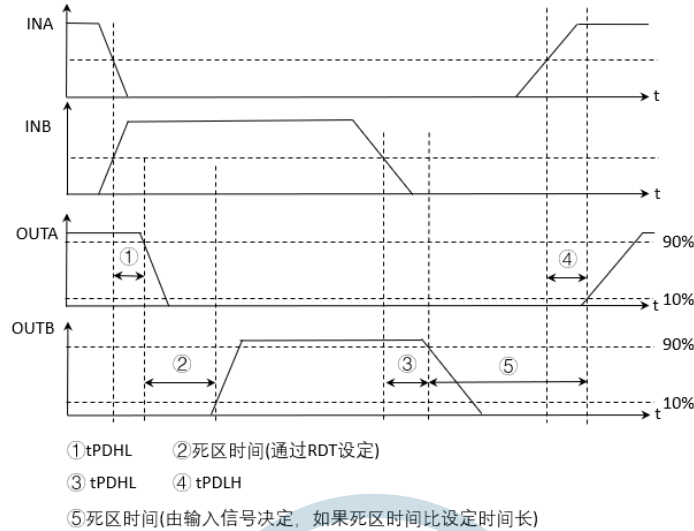 INA
t
INB
t
OUTA
90%
①
④
10%
t
OUTB
90%
②
③
⑤
10%
t
①tPDHL ②死区时间(通过RDT设定)
③ tPDHL ④ tPDLH
⑤死区时间(由输入信号决定，如果死区时间比设定时间长)